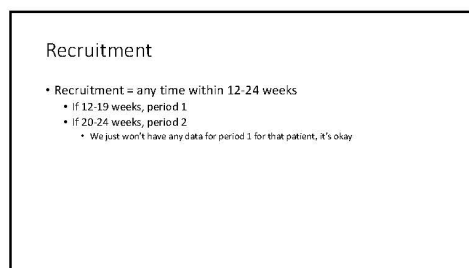 Recruitment
• Recruitment = any time within 12-24 weeks
• If 12-19 weeks, period 1
• If 20-24 weeks, period 2
• We just won't have any data for period 1 for that patient, it's okay